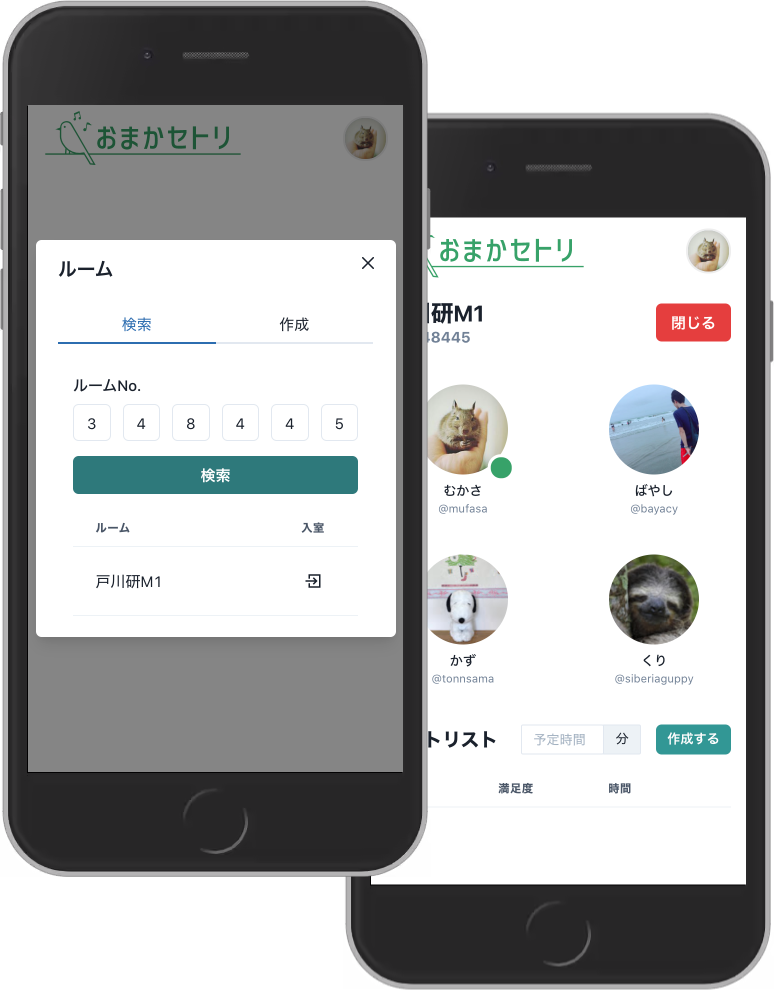 おまかセトリ
ルーム
検索 作成
ルームNo.
3 4 8 4 4 5
検索
ルーム 入室
戸川研M1
おまかセトリ
川研M1
閉じる
48445
むかさ
@mufasa
ばやし
@bayacy
かず
@tonnsama
くり
@siberiaguppy
トリスト
予定時間 分
作成する
満足度 時間